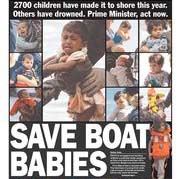 2700 children have made it to shore this year.
Others have drowned. Prime Minister, act now.
SAVE BOAT
BABIES